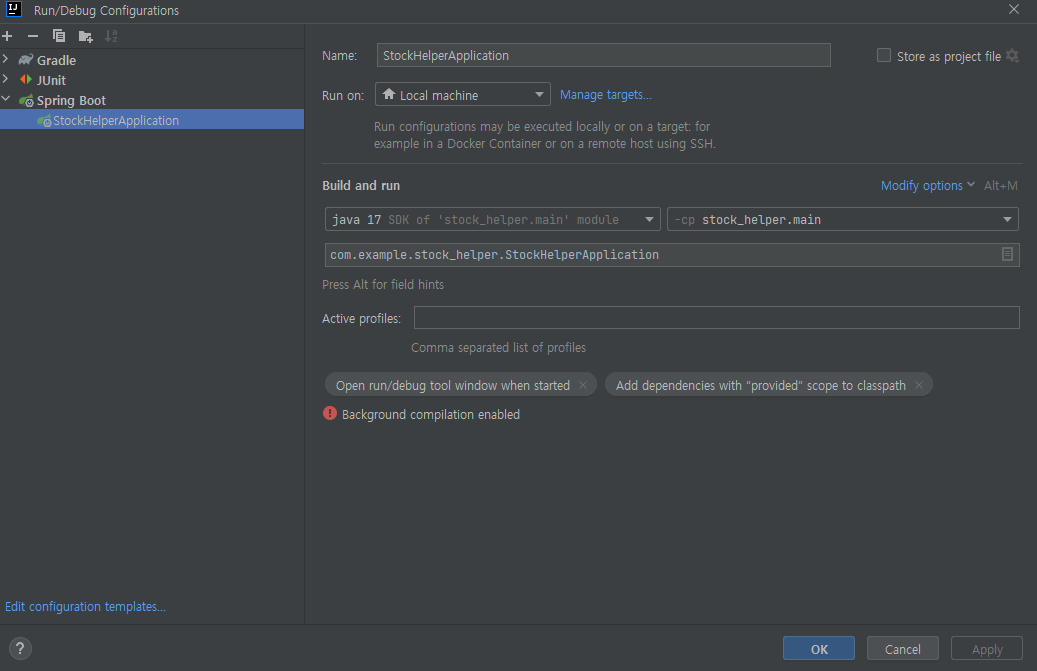 Run/Debug Configurations
Gradle
JUnit
Spring Boot
StockHelperApplication
Edit configuration templates...
Name: StockHelperApplication Store as project file
Run on: Local machine Manage targets...
Run configurations may be executed locally or on a target: for
example in a Docker Container or on a remote host using SSH.
Build and run Modify options Alt+M
java 17 SDK of 'stock_helper.main' module -cp stock_helper.main
com.example.stock_helper.StockHelperApplication
Press Alt for field hints
Active profiles:
Comma separated list of profiles
Open run/debug tool window when started × Add dependencies with "provided" scope to classpath ×
Background compilation enabled
? OK Cancel Apply